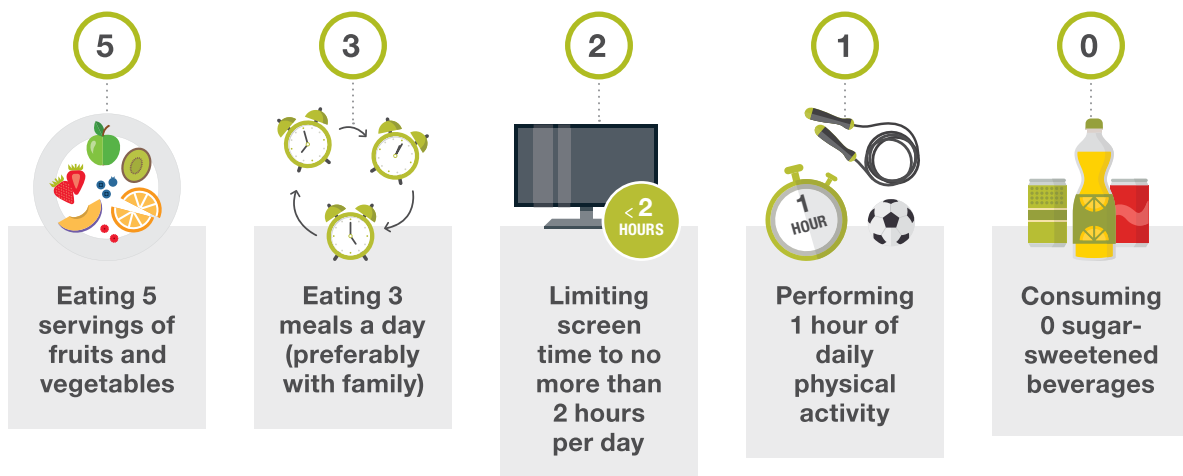 5
Eating 5
servings of
fruits and
vegetables
3
Eating 3
meals a day
(preferably
with family)
2
< 2
HOURS
Limiting
screen
time to no
more than
2 hours
per day
1
1
HOUR
Performing
1 hour of
daily
physical
activity
0
Consuming
0 sugar-
sweetened
beverages